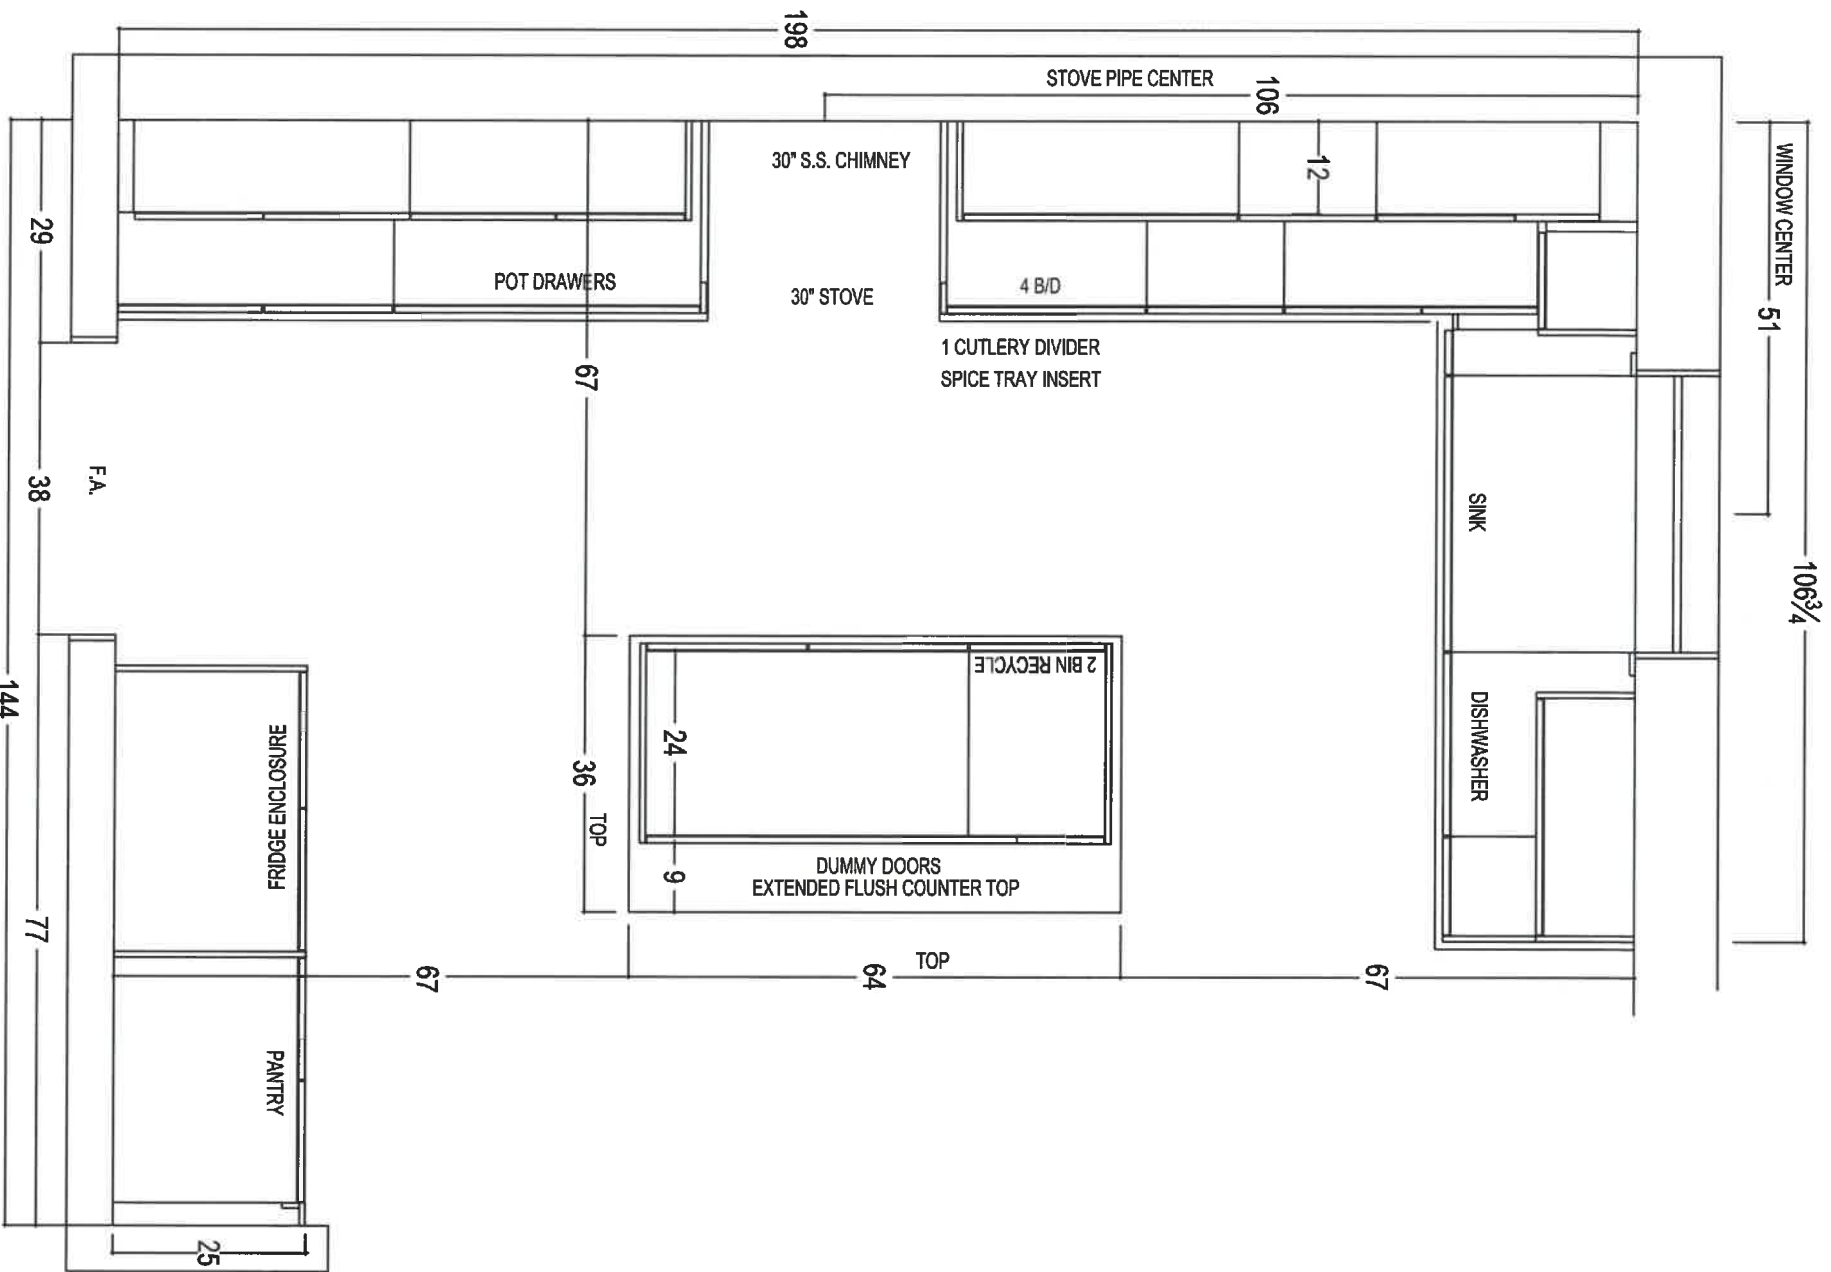 198
STOVE PIPE CENTER
106
WINDOW CENTER
51
106¾
30" S.S. CHIMNEY
12
29
POT DRAWERS
30" STOVE
4 B/D
1 CUTLERY DIVIDER
SPICE TRAY INSERT
67
38
F.A.
SINK
2 BIN RECYCLE
DISHWASHER
24
36
TOP
9
DUMMY DOORS
EXTENDED FLUSH COUNTER TOP
FRIDGE ENCLOSURE
144
77
67
64
TOP
67
PANTRY
25